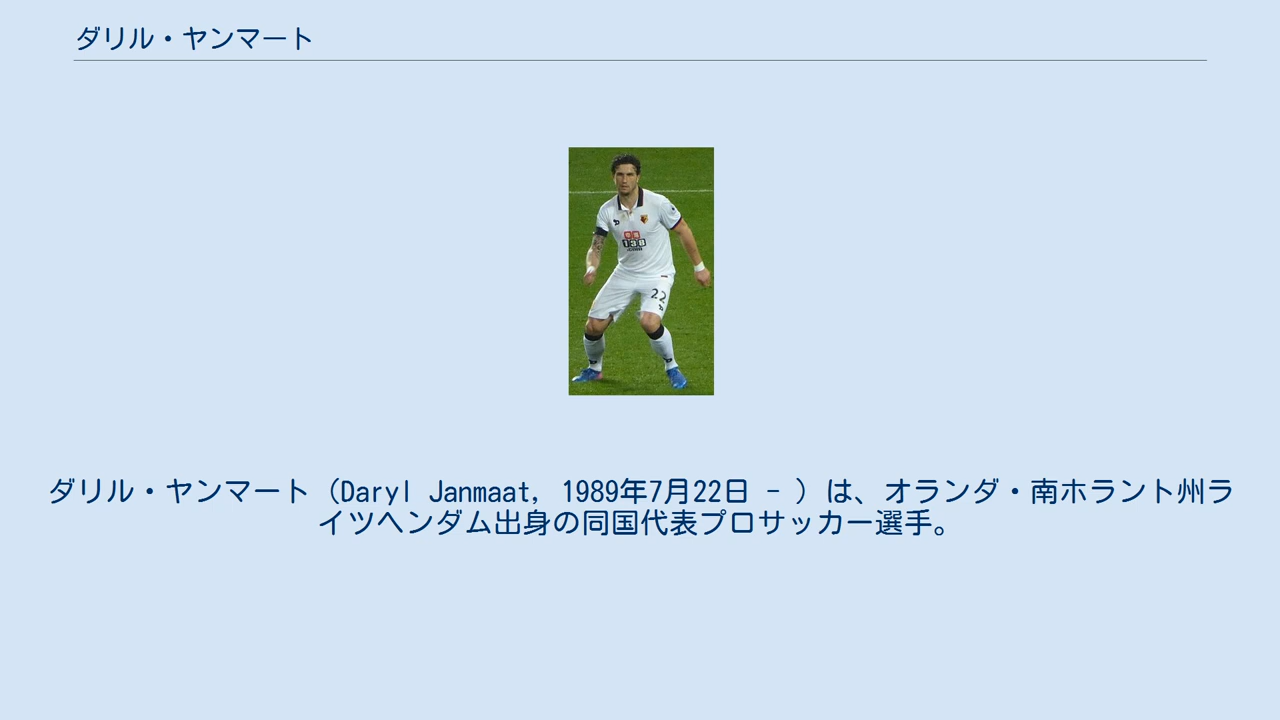 ダリル・ヤンマート
138
22
ダリル・ヤンマート（Daryl Janmaat, 1989年7月22日 - ）は、オランダ・南ホラント州ラ
イツヘンダム出身の同国代表プロサッカー選手。